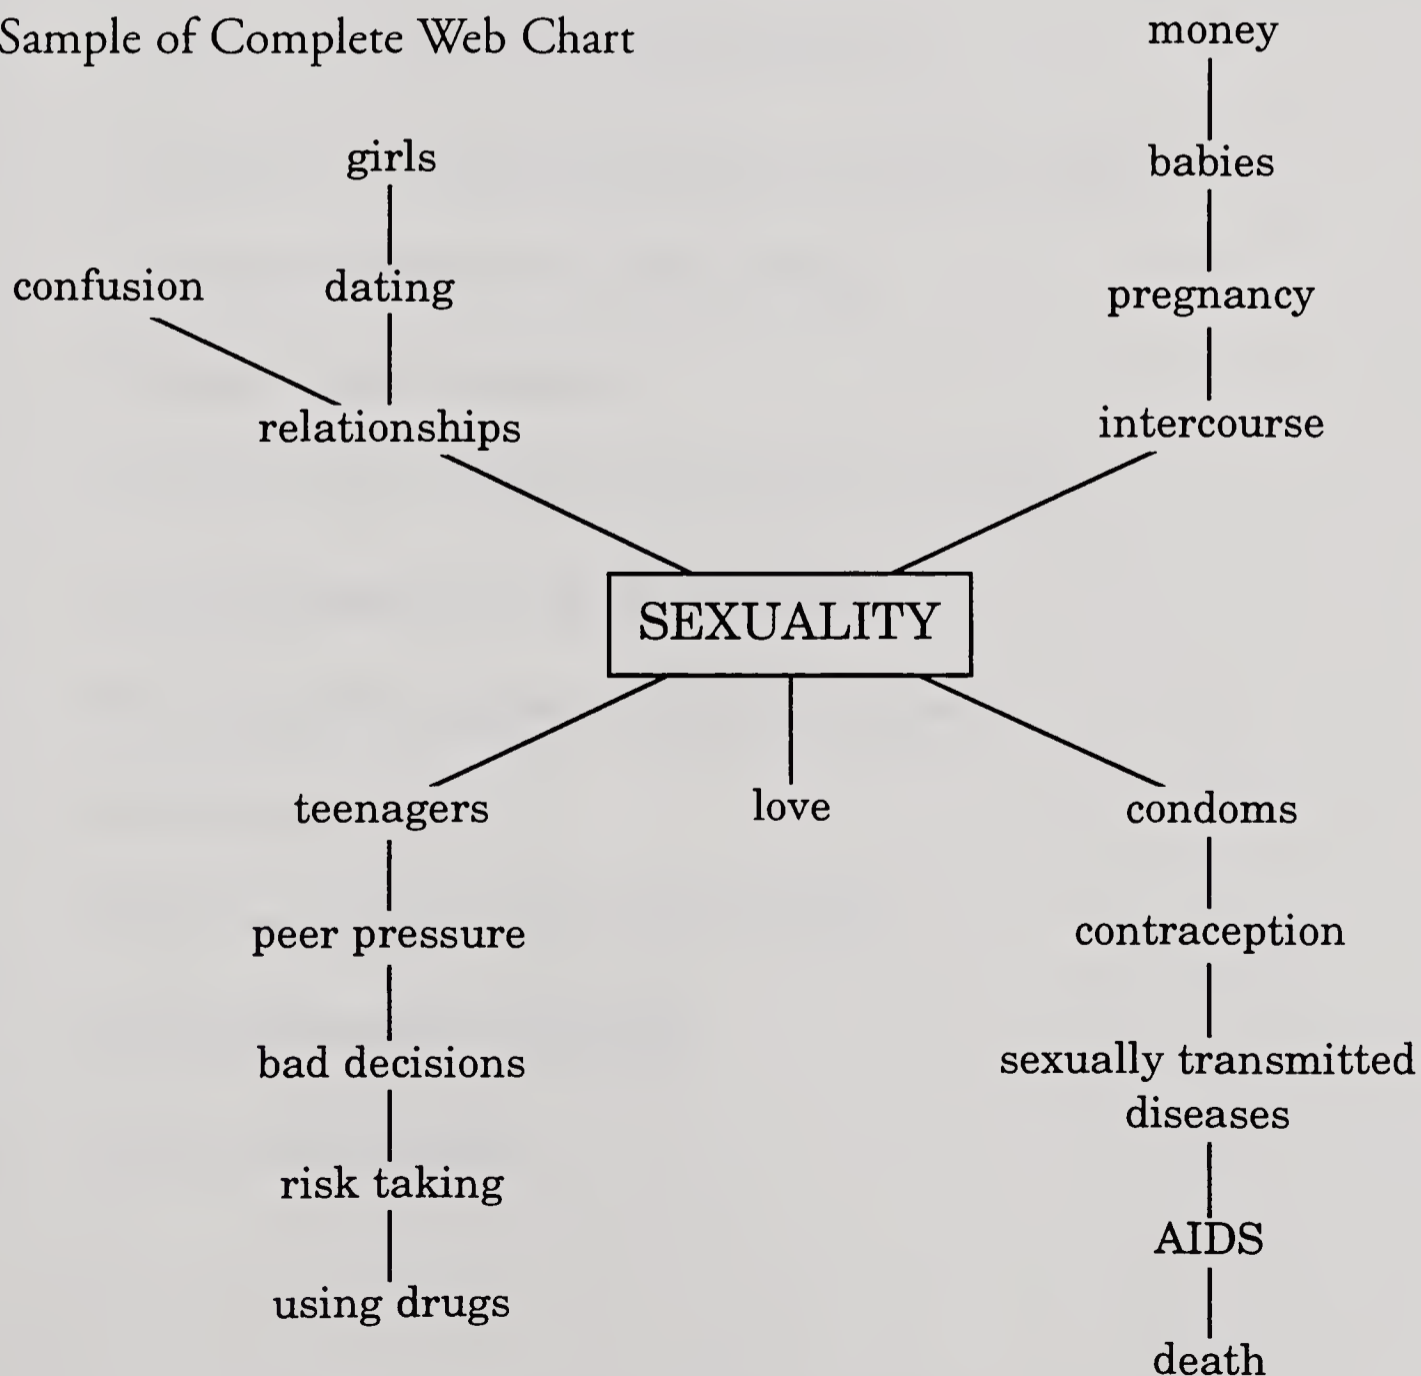 Sample of Complete Web Chart
money
girls
babies
confusion
dating
pregnancy
relationships
intercourse
SEXUALITY
teenagers
love
condoms
peer pressure
contraception
bad decisions
sexually transmitted
diseases
risk taking
AIDS
using drugs
death